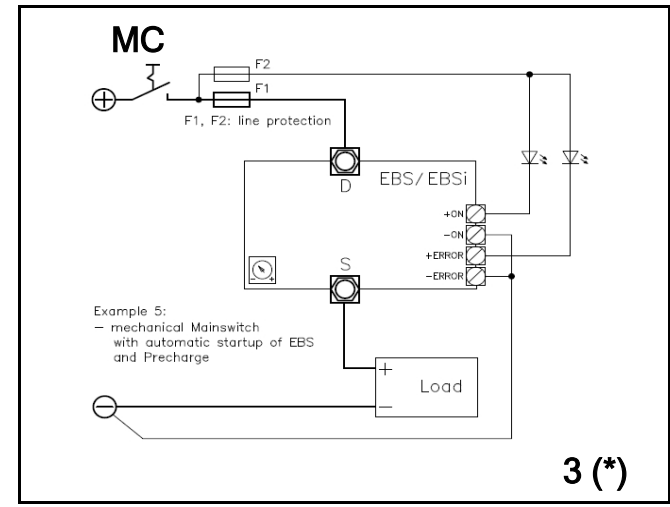 MC
F2
F1
F1, F2: line protection
EBS/EBSi
D
+ON
-ON
+ERROR
-ERROR
S
- +
Example 5:
- mechanical Mainswitch
with automatic startup of EBS
and Precharge
+
Load
-
3 (*)